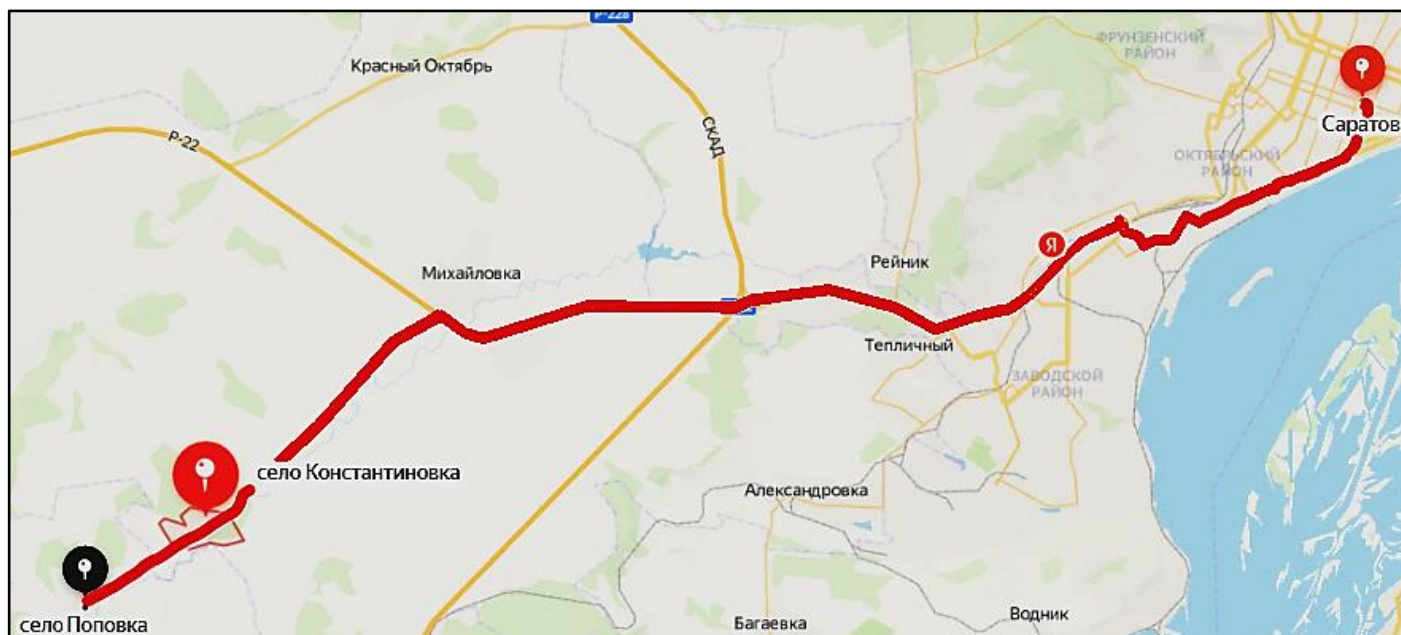 Р-228
ФРУНЗЕНСКИЙ
РАЙОН
Красный Октябрь
Саратов
СКАД
Р-22
ОКТЯБРЬСКИЙ
РАЙОН
Я
Рейник
Михайловка
Тепличный
ЗАВОДСКОЙ
РАЙОН
село Константиновка
Александровка
село Поповка
Багаевка
Водник